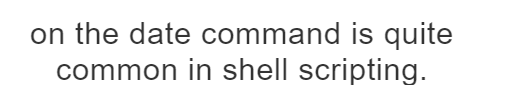 on the date command is quite
common in shell scripting.